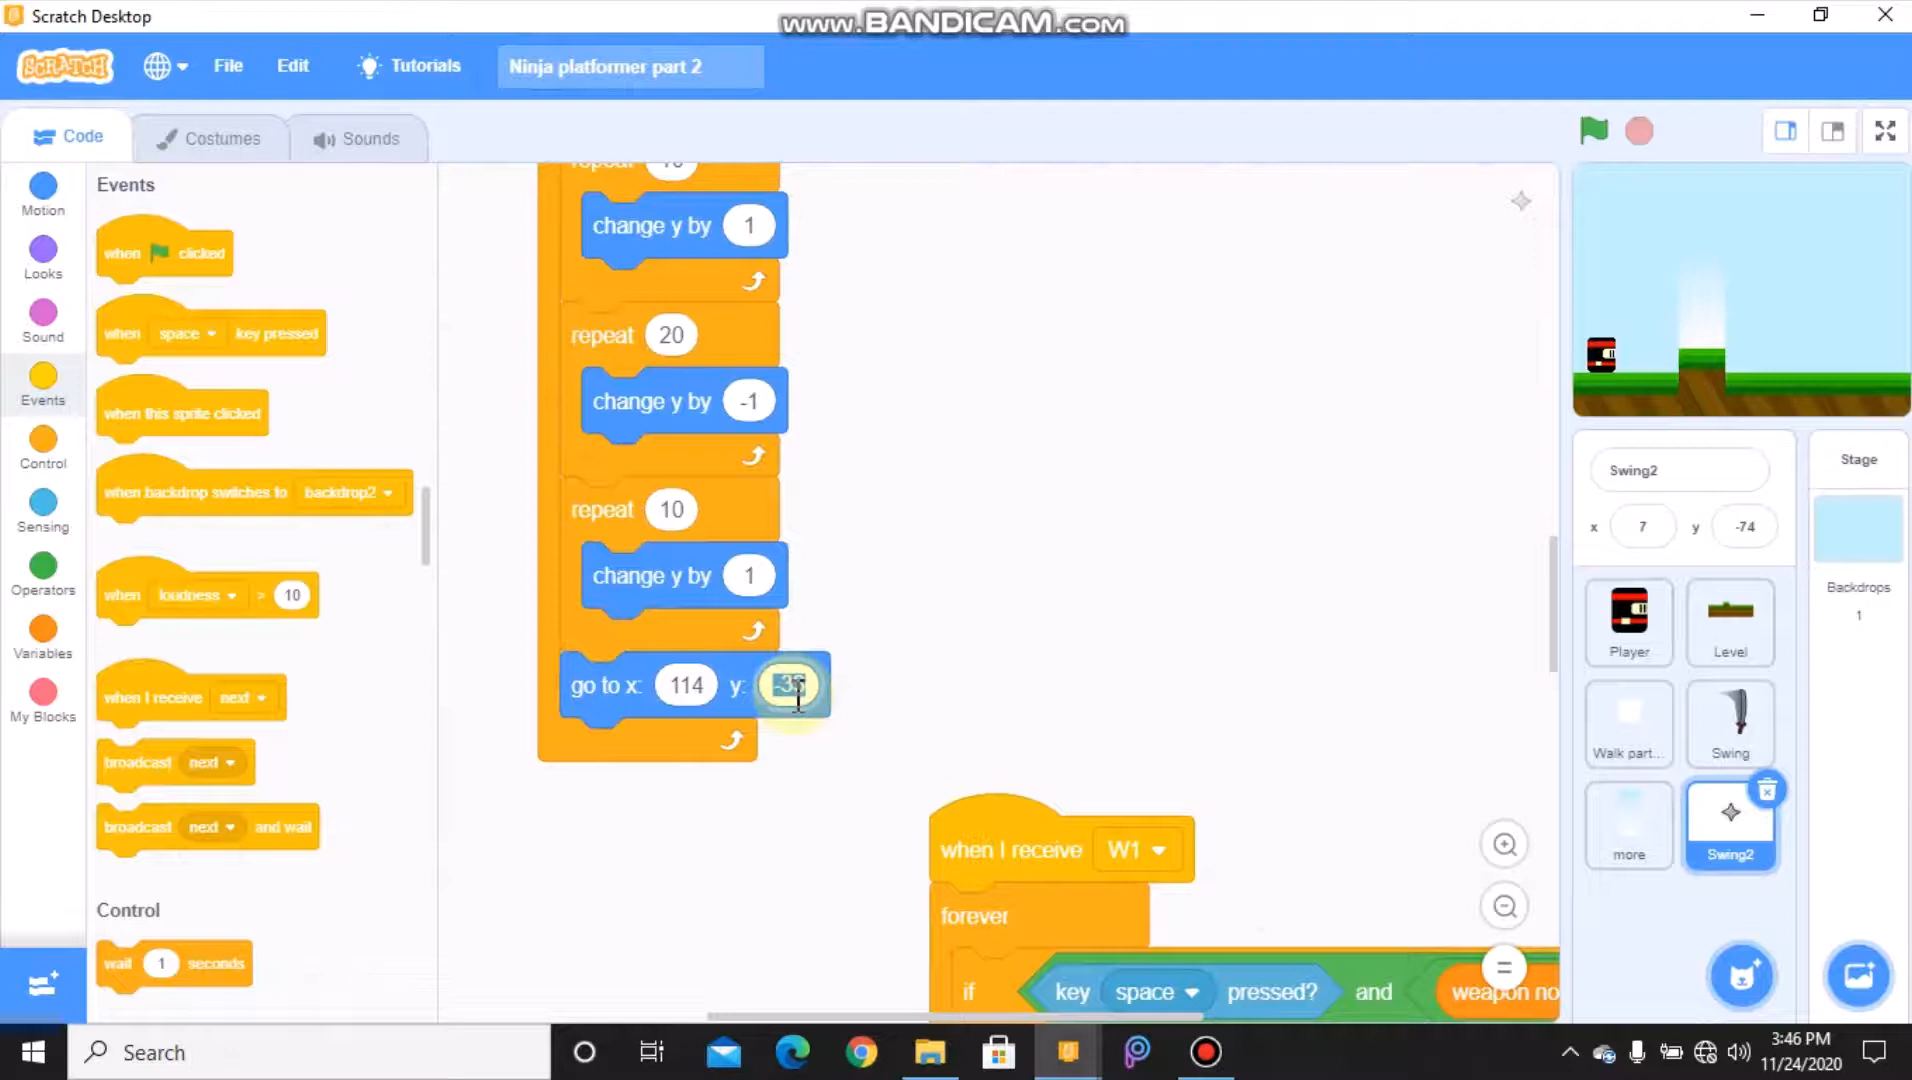 Scratch Desktop
www.BANDICAM.com
SCRATCH
File
Edit
Tutorials
Ninja platformer part 2
Code
Costumes
Sounds
Motion
Looks
Sound
Events
Control
Sensing
Operators
Variables
My Blocks
Events
when clicked
when space key pressed
when this sprite clicked
when backdrop switches to backdrop2
when loudness > 10
when I receive next
broadcast next
broadcast next and wait
Control
wait 1 seconds
repeat
change y by 1
repeat 20
change y by -1
repeat 10
change y by 1
go to x: 114 y:
when I receive W1
forever
if key space pressed? and weapon no
Swing2
x 7 y -74
Stage
Backdrops
1
Player
Level
Walk part...
Swing
more
Swing2
Search
3:46 PM
11/24/2020